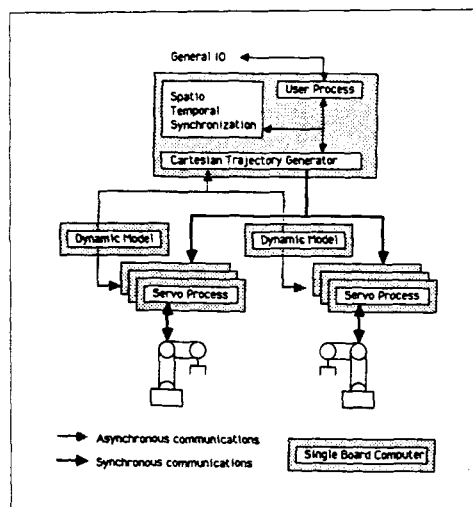 General IO
User Process
Spatio
Temporal
Synchronization
Cartesian Trajectory Generator
Dynamic Model
Dynamic Model
Servo Process
Servo Process
Asynchronous communications
Synchronous communications
Single Board Computer